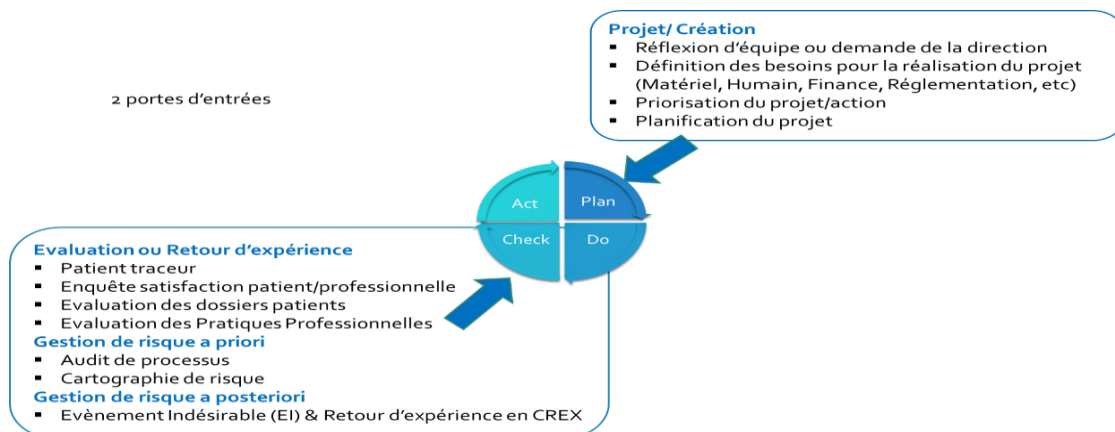 Projet/ Création
▪ Réflexion d'équipe ou demande de la direction
▪ Définition des besoins pour la réalisation du projet
(Matériel, Humain, Finance, Réglementation, etc)
▪ Priorisation du projet/action
▪ Planification du projet
2 portes d'entrées
Act
Plan
Check
Do
Evaluation ou Retour d'expérience
▪ Patient traceur
▪ Enquête satisfaction patient/professionnelle
▪ Evaluation des dossiers patients
▪ Evaluation des Pratiques Professionnelles
Gestion de risque a priori
▪ Audit de processus
▪ Cartographie de risque
Gestion de risque a posteriori
▪ Evènement Indésirable (EI) & Retour d'expérience en CREX